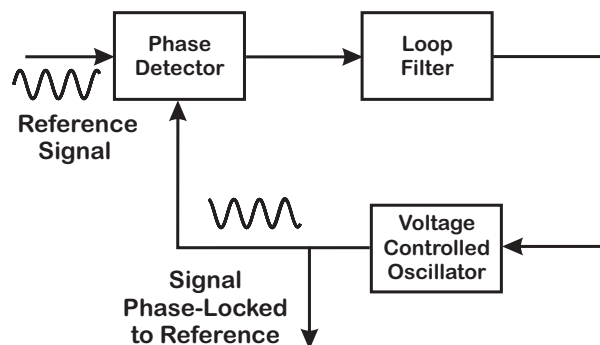 Phase
Detector
Loop
Filter
Reference
Signal
Voltage
Controlled
Oscillator
Signal
Phase-Locked
to Reference